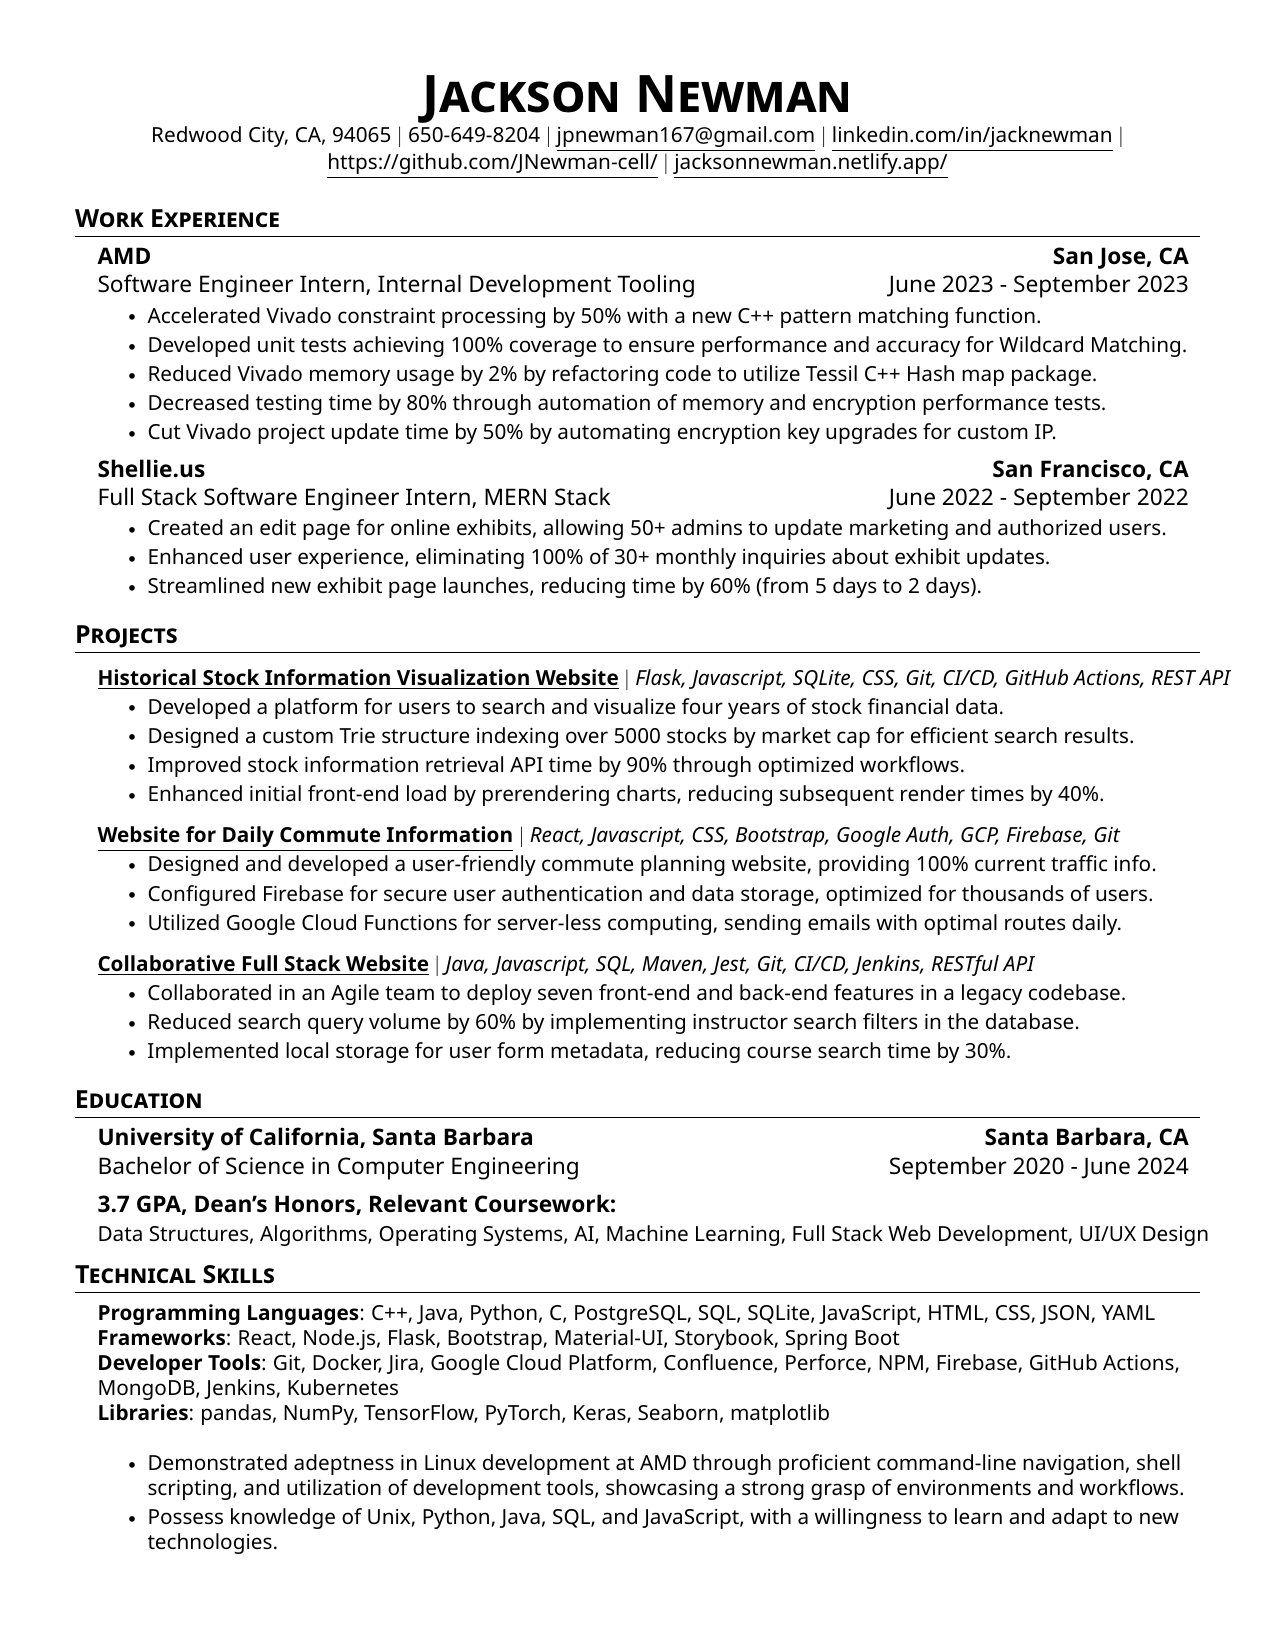 JACKSON NEWMAN
Redwood City, CA, 94065 | 650-649-8204 | jpnewman167@gmail.com | linkedin.com/in/jacknewman |
https://github.com/JNewman-cell/ | jacksonnewman.netlify.app/
WORK EXPERIENCE
AMD San Jose, CA
Software Engineer Intern, Internal Development Tooling June 2023 - September 2023
• Accelerated Vivado constraint processing by 50% with a new C++ pattern matching function.
• Developed unit tests achieving 100% coverage to ensure performance and accuracy for Wildcard Matching.
• Reduced Vivado memory usage by 2% by refactoring code to utilize Tessil C++ Hash map package.
• Decreased testing time by 80% through automation of memory and encryption performance tests.
• Cut Vivado project update time by 50% by automating encryption key upgrades for custom IP.
Shellie.us San Francisco, CA
Full Stack Software Engineer Intern, MERN Stack June 2022 - September 2022
• Created an edit page for online exhibits, allowing 50+ admins to update marketing and authorized users.
• Enhanced user experience, eliminating 100% of 30+ monthly inquiries about exhibit updates.
• Streamlined new exhibit page launches, reducing time by 60% (from 5 days to 2 days).
PROJECTS
Historical Stock Information Visualization Website | Flask, Javascript, SQLite, CSS, Git, CI/CD, GitHub Actions, REST API
• Developed a platform for users to search and visualize four years of stock financial data.
• Designed a custom Trie structure indexing over 5000 stocks by market cap for efficient search results.
• Improved stock information retrieval API time by 90% through optimized workflows.
• Enhanced initial front-end load by prerendering charts, reducing subsequent render times by 40%.
Website for Daily Commute Information | React, Javascript, CSS, Bootstrap, Google Auth, GCP, Firebase, Git
• Designed and developed a user-friendly commute planning website, providing 100% current traffic info.
• Configured Firebase for secure user authentication and data storage, optimized for thousands of users.
• Utilized Google Cloud Functions for server-less computing, sending emails with optimal routes daily.
Collaborative Full Stack Website | Java, Javascript, SQL, Maven, Jest, Git, CI/CD, Jenkins, RESTful API
• Collaborated in an Agile team to deploy seven front-end and back-end features in a legacy codebase.
• Reduced search query volume by 60% by implementing instructor search filters in the database.
• Implemented local storage for user form metadata, reducing course search time by 30%.
EDUCATION
University of California, Santa Barbara Santa Barbara, CA
Bachelor of Science in Computer Engineering September 2020 - June 2024
3.7 GPA, Dean’s Honors, Relevant Coursework:
Data Structures, Algorithms, Operating Systems, AI, Machine Learning, Full Stack Web Development, UI/UX Design
TECHNICAL SKILLS
Programming Languages: C++, Java, Python, C, PostgreSQL, SQL, SQLite, JavaScript, HTML, CSS, JSON, YAML
Frameworks: React, Node.js, Flask, Bootstrap, Material-UI, Storybook, Spring Boot
Developer Tools: Git, Docker, Jira, Google Cloud Platform, Confluence, Perforce, NPM, Firebase, GitHub Actions,
MongoDB, Jenkins, Kubernetes
Libraries: pandas, NumPy, TensorFlow, PyTorch, Keras, Seaborn, matplotlib
• Demonstrated adeptness in Linux development at AMD through proficient command-line navigation, shell
scripting, and utilization of development tools, showcasing a strong grasp of environments and workflows.
• Possess knowledge of Unix, Python, Java, SQL, and JavaScript, with a willingness to learn and adapt to new
technologies.